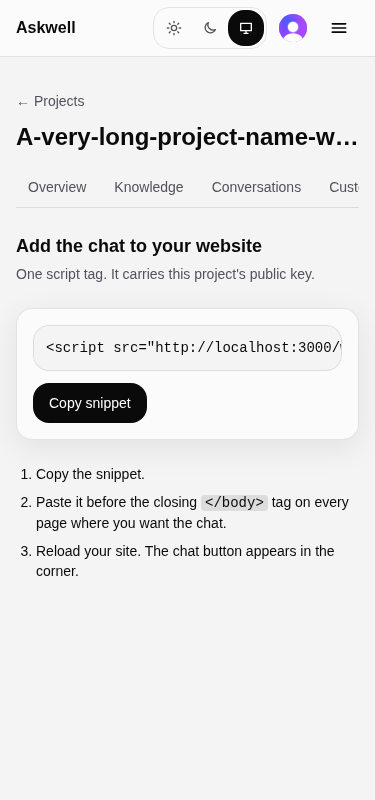 Askwell
← Projects
A-very-long-project-name-w…
Overview Knowledge Conversations Cust
Add the chat to your website
One script tag. It carries this project's public key.
<script src="http://localhost:3000/
Copy snippet
1. Copy the snippet.
2. Paste it before the closing </body> tag on every
page where you want the chat.
3. Reload your site. The chat button appears in the
corner.